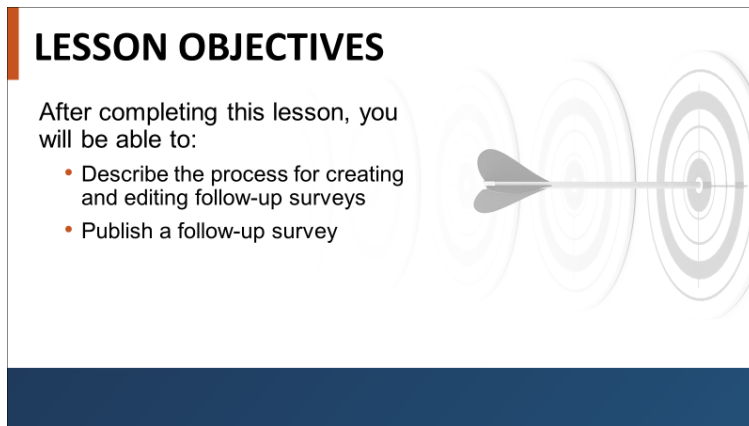 LESSON OBJECTIVES
After completing this lesson, you
will be able to:
• Describe the process for creating
and editing follow-up surveys
• Publish a follow-up survey